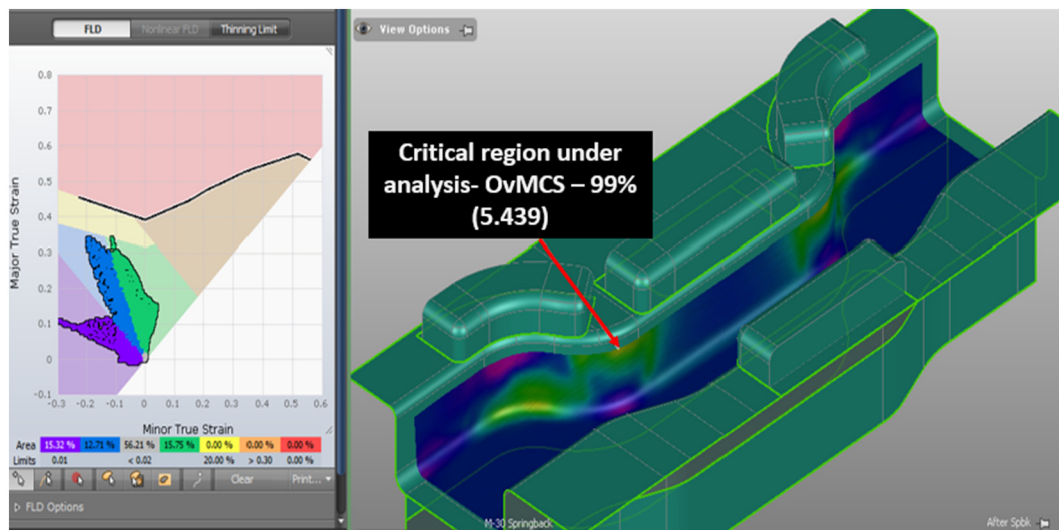 FLD Nonlinear FLD Thinning Limit
View Options
0.8
0.7
0.6
0.5
0.4
0.3
0.2
0.1
0
-0.1
Major True Strain
-0.3 -0.2 -0.1 0 0.1 0.2 0.3 0.4 0.5 0.6
Minor True Strain
Area 15.32 % 12.71 % 56.21 % 15.75 % 0.00 % 0.00 % 0.00 %
Limits 0.01 < 0.02 20.00 % > 0.30 0.00 %
Clear Print...
FLD Options
Critical region under
analysis- OvMCS – 99%
(5.439)
M-30 Springback
After Spbk